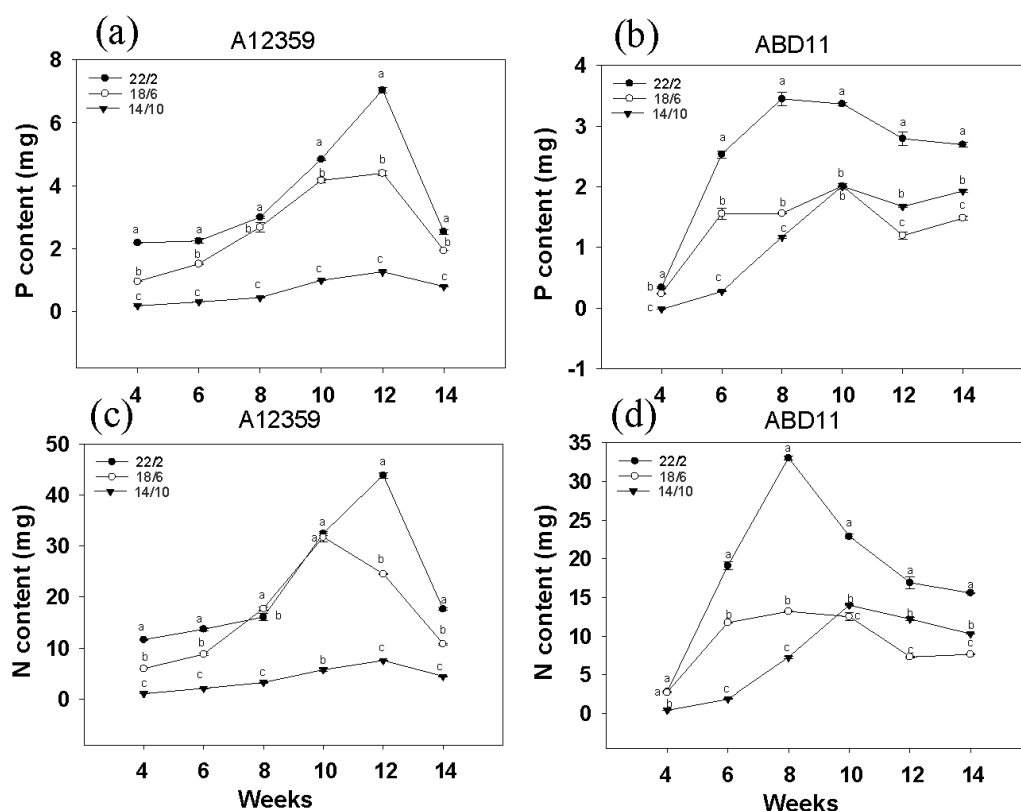 (a)
A12359
22/2
18/6
14/10
P content (mg)
8
6
4
2
0
a a a a a a
b b b b b b
c c c c c c
4 6 8 10 12 14
(b)
ABD11
22/2
18/6
14/10
P content (mg)
4
3
2
1
0
-1
a a a a a a
b b b b b b
c c c b c c
4 6 8 10 12 14
(c)
A12359
22/2
18/6
14/10
N content (mg)
50
40
30
20
10
0
a a a a a a
b b b a b b
c c c b c c
4 6 8 10 12 14
Weeks
(d)
ABD11
22/2
18/6
14/10
N content (mg)
35
30
25
20
15
10
5
0
a a a a a a
a b b b b b
b c c c c c
4 6 8 10 12 14
Weeks